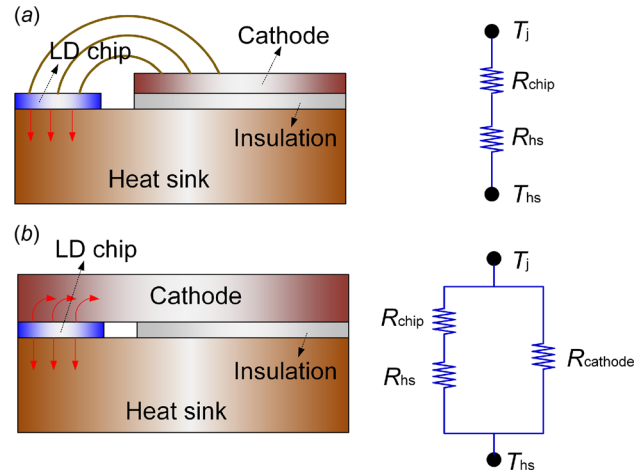 (a)
LD chip
Cathode
Insulation
Heat sink
Tj
Rchip
Rhs
Ths
(b)
LD chip
Cathode
Insulation
Heat sink
Tj
Rchip
Rhs
Rcathode
Ths